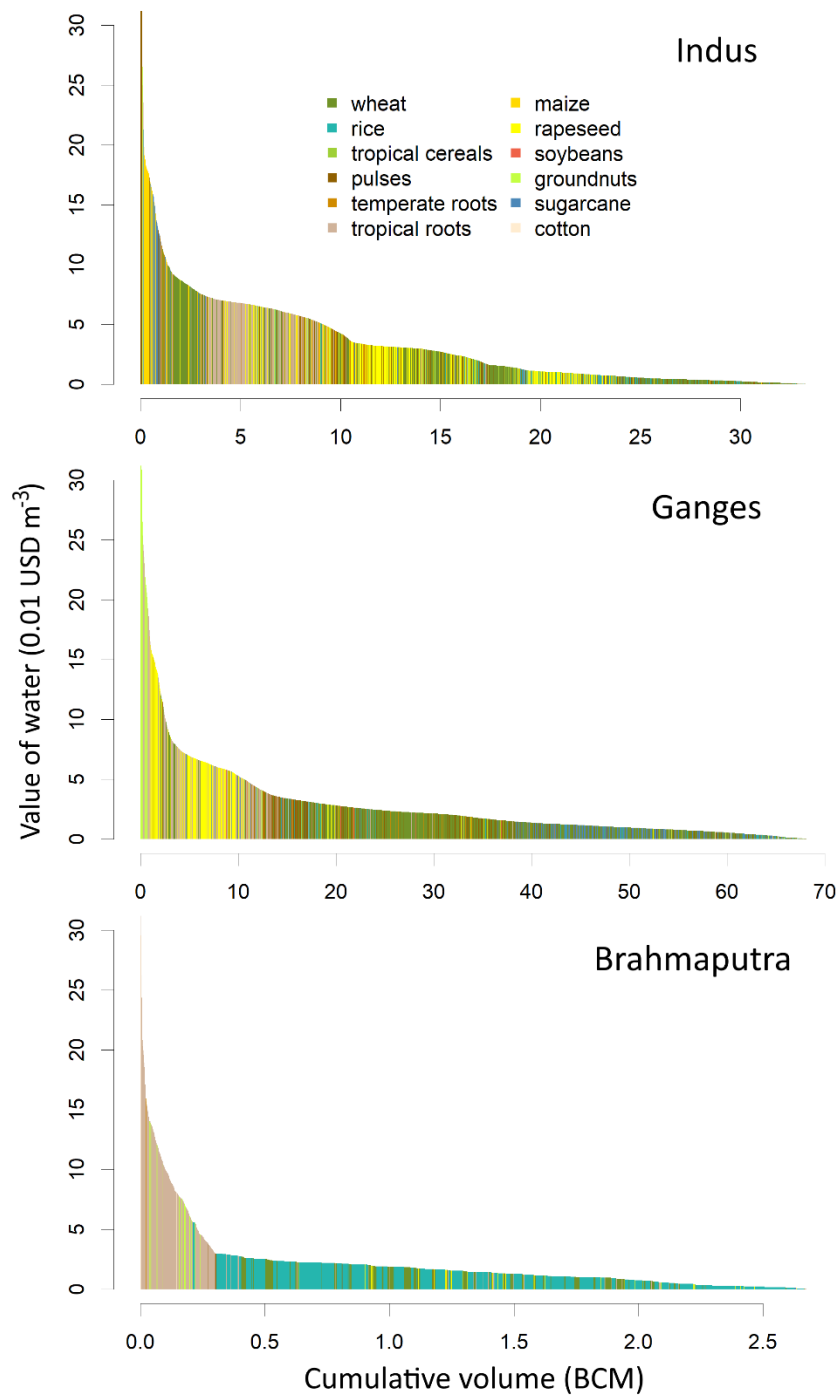 Indus
30
25
20
15
10
5
0
wheat maize
rice rapeseed
tropical cereals soybeans
pulses groundnuts
temperate roots sugarcane
tropical roots cotton
0 5 10 15 20 25 30
Ganges
Value of water (0.01 USD m-3)
30
25
20
15
10
5
0
0 10 20 30 40 50 60 70
Brahmaputra
30
25
20
15
10
5
0
0.0 0.5 1.0 1.5 2.0 2.5
Cumulative volume (BCM)